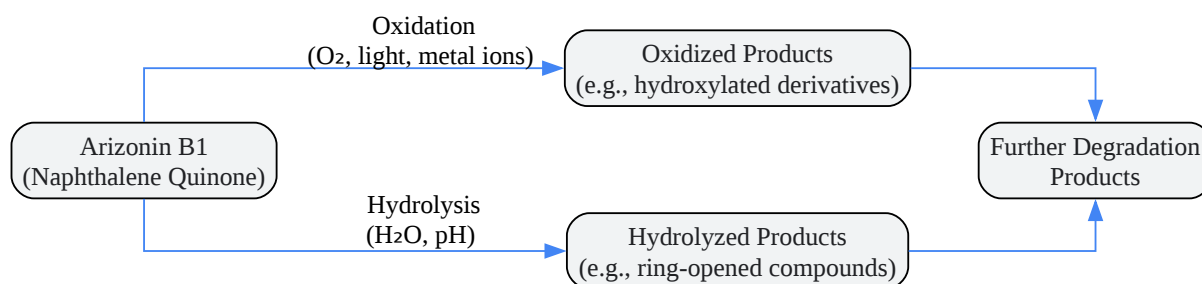 Oxidation
(O₂, light, metal ions)
Oxidized Products
(e.g., hydroxylated derivatives)
Arizonin B1
(Naphthalene Quinone)
Further Degradation
Products
Hydrolysis
(H₂O, pH)
Hydrolyzed Products
(e.g., ring-opened compounds)